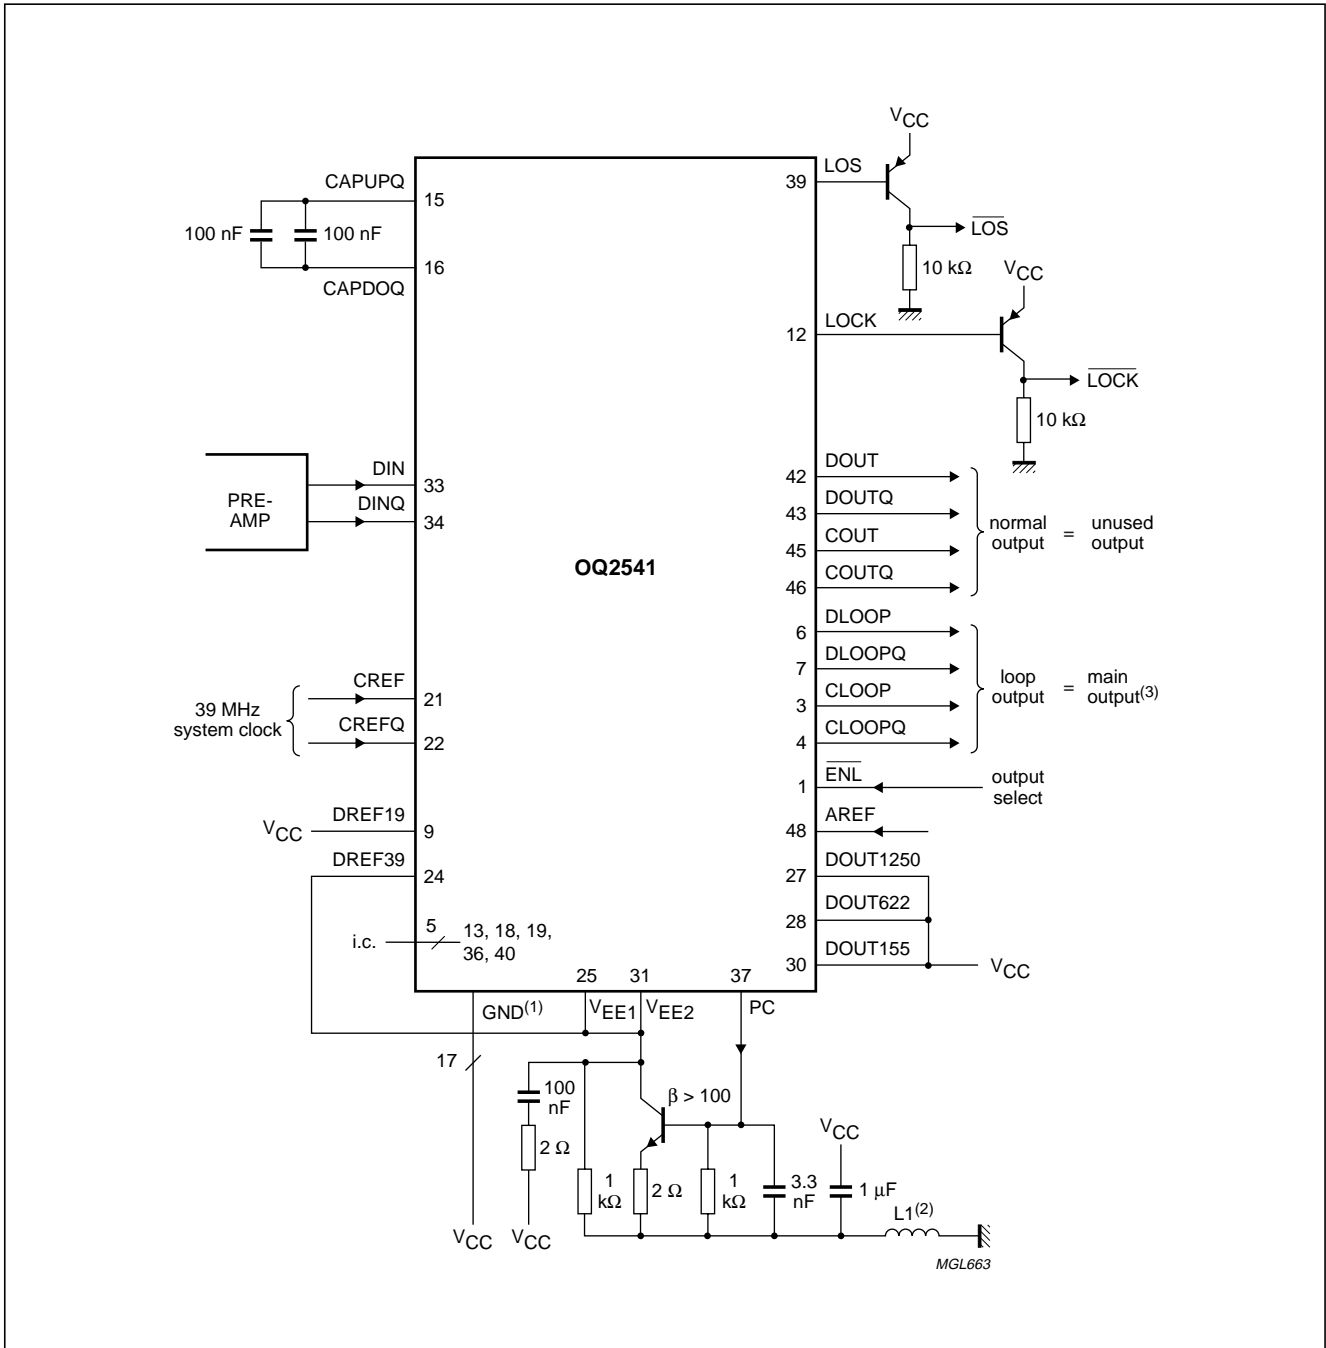 VCC
LOS
39
CAPUPQ
15
100 nF
100 nF
L̅O̅S̅
16
CAPDOQ
10 kΩ
VCC
LOCK
12
L̅O̅C̅K̅
10 kΩ
PRE-
AMP
DIN
33
DINQ
34
OQ2541
DOUT
42
DOUTQ
43
COUT
45
COUTQ
46
normal
output
=
unused
output
DLOOP
6
DLOOPQ
7
CLOOP
3
CLOOPQ
4
loop
output
=
main
output(3)
39 MHz
system clock
CREF
21
CREFQ
22
E̅N̅L̅
1
output
select
AREF
48
VCC
DREF19
9
DREF39
24
DOUT1250
27
DOUT622
28
DOUT155
30
VCC
i.c.
5
13, 18, 19,
36, 40
25
31
37
GND(1)
VEE1
VEE2
PC
17
100
nF
2 Ω
β > 100
1
kΩ
2 Ω
1
kΩ
3.3
nF
VCC
1 μF
L1(2)
VCC
VCC
MGL663